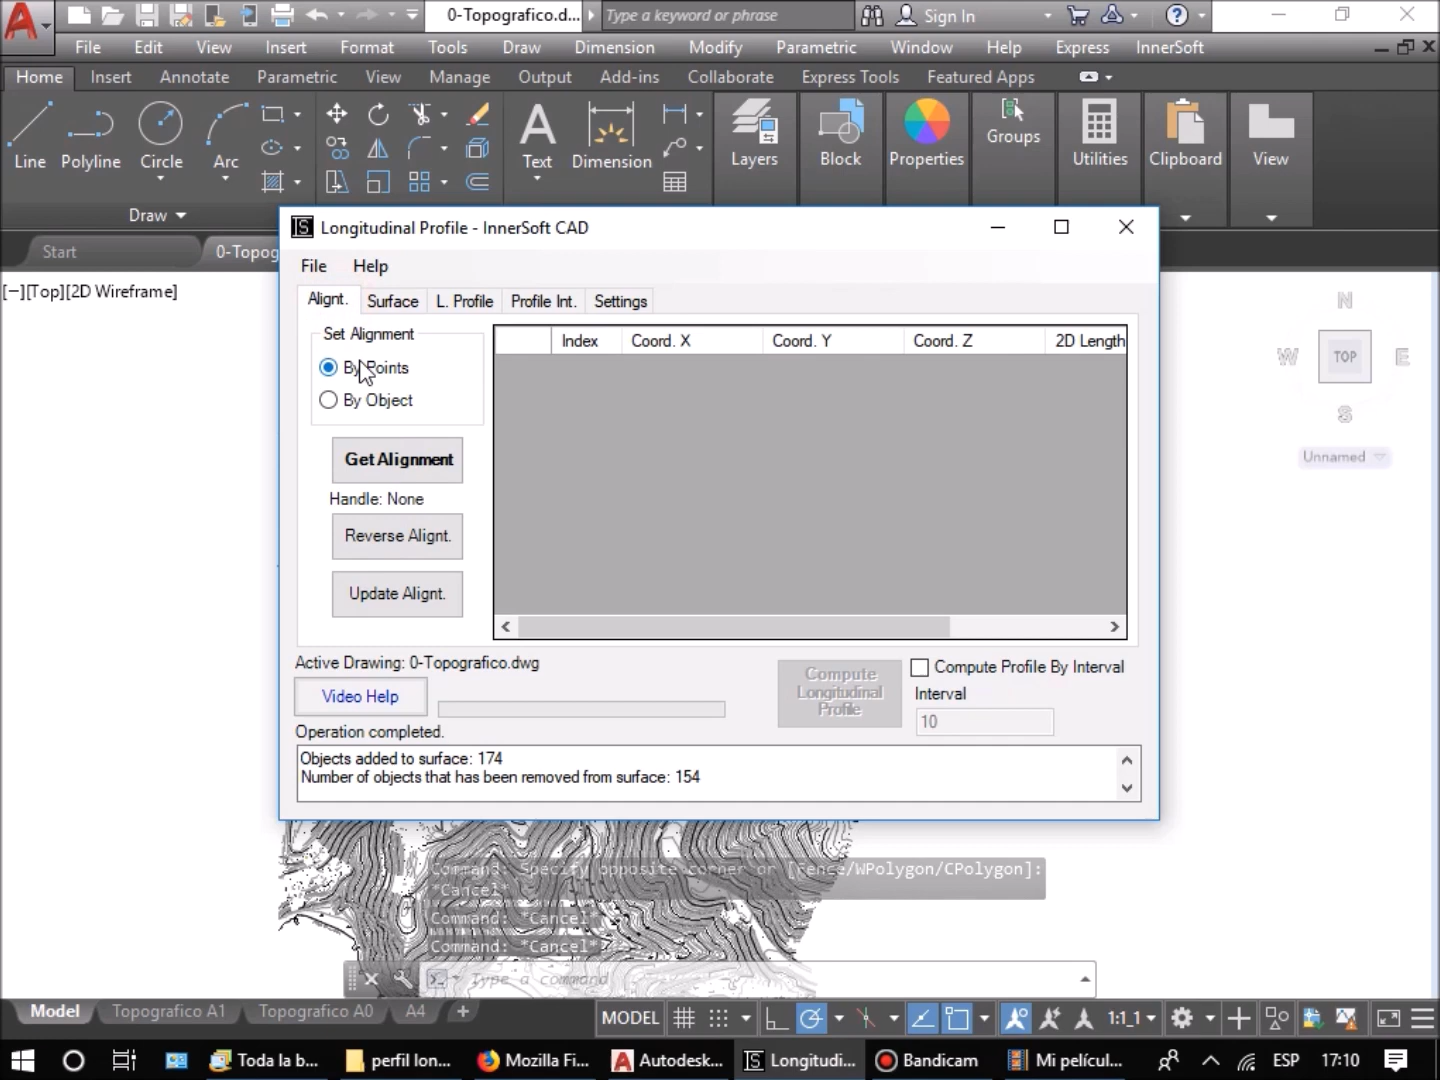 0-Topografico.d...
Type a keyword or phrase
Sign In
File Edit View Insert Format Tools Draw Dimension Modify Parametric Window Help Express InnerSoft
Home Insert Annotate Parametric View Manage Output Add-ins Collaborate Express Tools Featured Apps
Line Polyline Circle Arc Text Dimension Layers Block Properties Groups Utilities Clipboard View
Draw
Start
0-Topog
[−][Top][2D Wireframe]
N
W TOP E
S
Unnamed
Longitudinal Profile - InnerSoft CAD
File Help
Alignt. Surface L. Profile Profile Int. Settings
Set Alignment
By Points
By Object
Get Alignment
Handle: None
Reverse Alignt.
Update Alignt.
Index Coord. X Coord. Y Coord. Z 2D Length
Active Drawing: 0-Topografico.dwg
Video Help
Compute
Longitudinal
Profile
Compute Profile By Interval
Interval
10
Operation completed.
Objects added to surface: 174
Number of objects that has been removed from surface: 154
Command: Specify opposite corner or [Fence/WPolygon/CPolygon]:
*Cancel*
Command: *Cancel*
Command: *Cancel*
Type a command
Model Topografico A1 Topografico A0 A4
MODEL 1:1_1
Toda la b... perfil lon... Mozilla Fi... Autodesk... Longitudi... Bandicam Mi películ... ESP 17:10